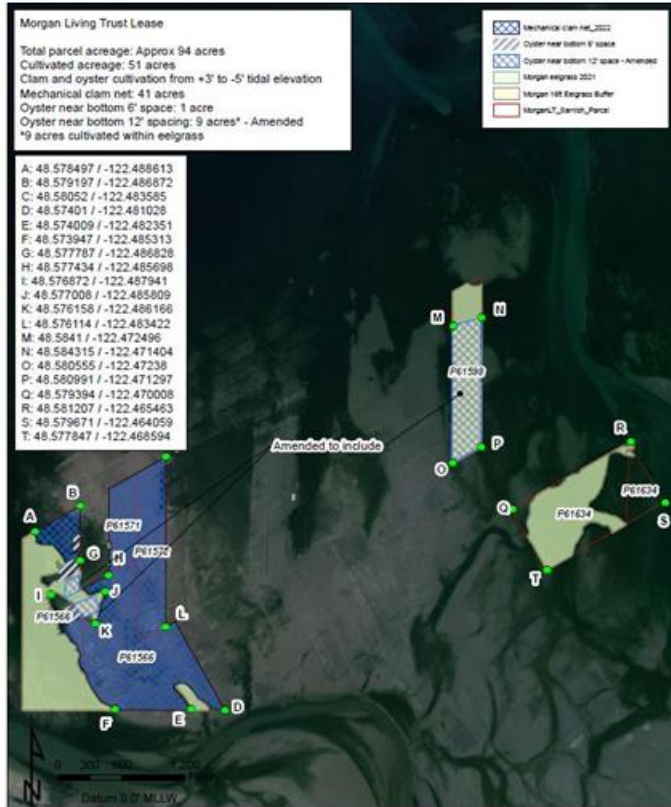 Morgan Living Trust Lease
Total parcel acreage: Approx 94 acres
Cultivated acreage: 51 acres
Clam and oyster cultivation from +3' to -5' tidal elevation
Mechanical clam net: 41 acres
Oyster near bottom 6' space: 1 acre
Oyster near bottom 12' spacing: 9 acres* - Amended
*9 acres cultivated within eelgrass
Mechanical clam net_2022
Oyster near bottom 6' space
Oyster near bottom 12' space - Amended
Morgan eelgrass 2021
Morgan 16ft Eelgrass Buffer
MorganLT_Samish_Parcel
A: 48.578497 / -122.488613
B: 48.579197 / -122.486872
C: 48.58052 / -122.483585
D: 48.57401 / -122.481028
E: 48.574009 / -122.482351
F: 48.573947 / -122.485313
G: 48.577787 / -122.486828
H: 48.577434 / -122.485698
I: 48.576872 / -122.487941
J: 48.577008 / -122.485809
K: 48.576158 / -122.486166
L: 48.576114 / -122.483422
M: 48.5841 / -122.472496
N: 48.584315 / -122.471404
O: 48.580555 / -122.47238
P: 48.580991 / -122.471297
Q: 48.579394 / -122.470008
R: 48.581207 / -122.465463
S: 48.579671 / -122.464059
T: 48.577847 / -122.468594
M
N
P61598
P
O
R
P61634
Q
P61634
S
T
Amended to include
B
A
P61571
P61572
G
H
I
J
P61566
K
L
P61566
F
E
D
N
0 300 600 1,200
Datum 0.0' MLLW